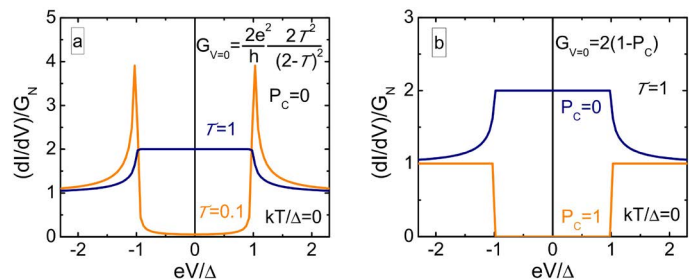 a
G_{V=0}=\frac{2e^2}{h}\frac{2𝒯^2}{(2-𝒯)^2}
P_C=0
𝒯=1
𝒯=0.1
kT/Δ=0
5
4
3
2
1
0
-2 -1 0 1 2
eV/Δ
(dI/dV)/G_N
b
G_{V=0}=2(1-P_C)
𝒯=1
P_C=0
P_C=1
kT/Δ=0
3
2
1
0
-2 -1 0 1 2
eV/Δ
(dI/dV)/G_N